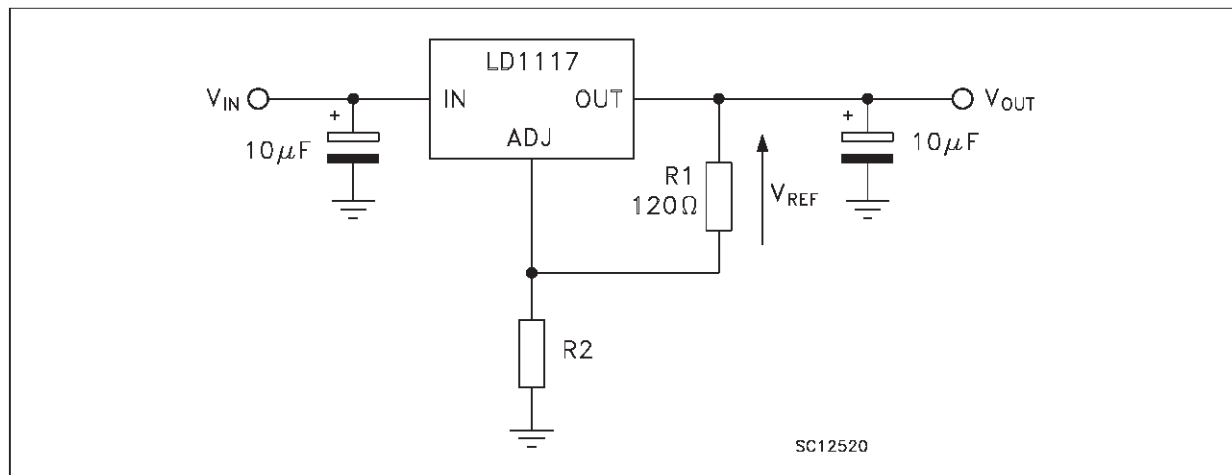 LD1117
V_IN
IN
OUT
V_OUT
ADJ
+
10μF
+
10μF
R1
120Ω
V_REF
R2
SC12520